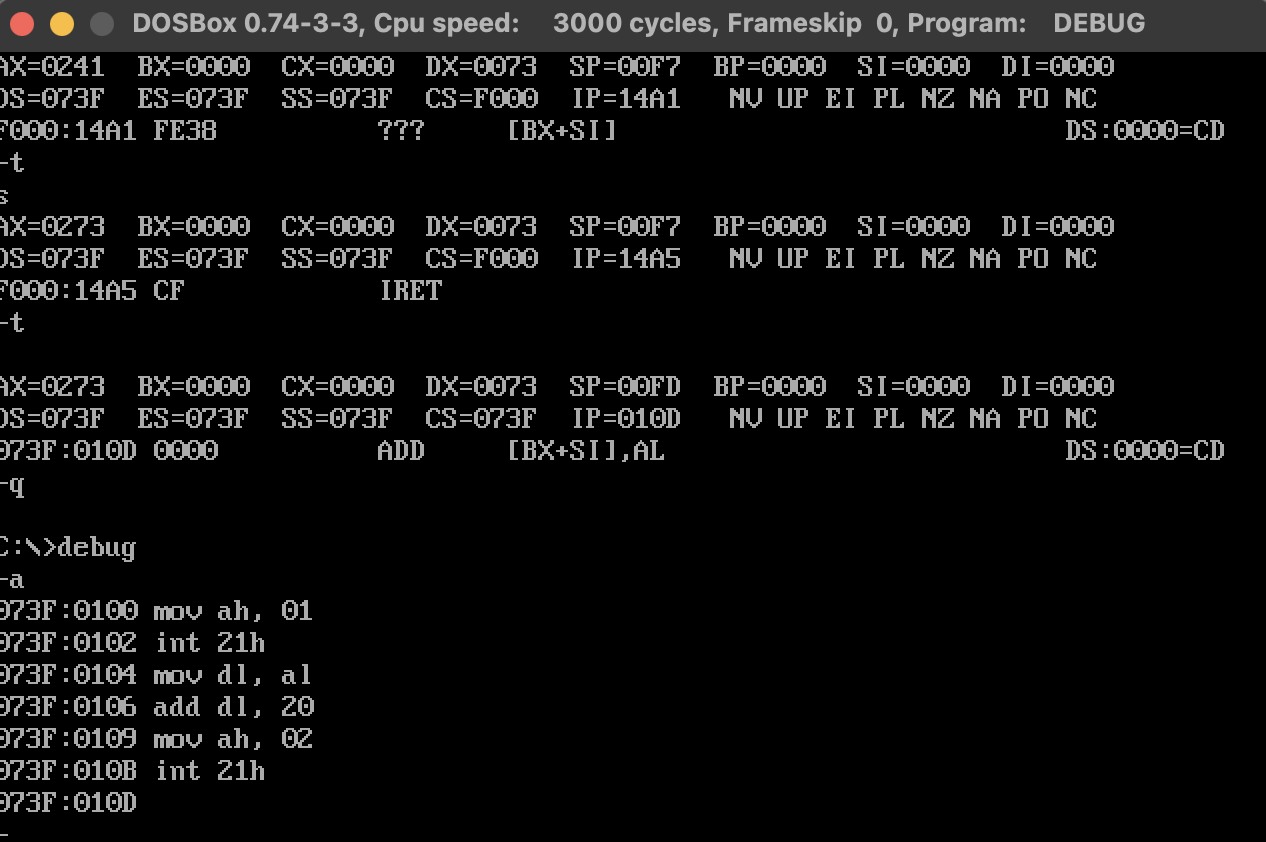 DOSBox 0.74-3-3, Cpu speed: 3000 cycles, Frameskip 0, Program: DEBUG
AX=0241 BX=0000 CX=0000 DX=0073 SP=00F7 BP=0000 SI=0000 DI=0000
DS=073F ES=073F SS=073F CS=F000 IP=14A1 NV UP EI PL NZ NA PO NC
F000:14A1 FE38 ??? [BX+SI] DS:0000=CD
-t
s
AX=0273 BX=0000 CX=0000 DX=0073 SP=00F7 BP=0000 SI=0000 DI=0000
DS=073F ES=073F SS=073F CS=F000 IP=14A5 NV UP EI PL NZ NA PO NC
F000:14A5 CF IRET
-t
AX=0273 BX=0000 CX=0000 DX=0073 SP=00FD BP=0000 SI=0000 DI=0000
DS=073F ES=073F SS=073F CS=073F IP=010D NV UP EI PL NZ NA PO NC
073F:010D 0000 ADD [BX+SI],AL DS:0000=CD
-q
C:\>debug
-a
073F:0100 mov ah, 01
073F:0102 int 21h
073F:0104 mov dl, al
073F:0106 add dl, 20
073F:0109 mov ah, 02
073F:010B int 21h
073F:010D
-